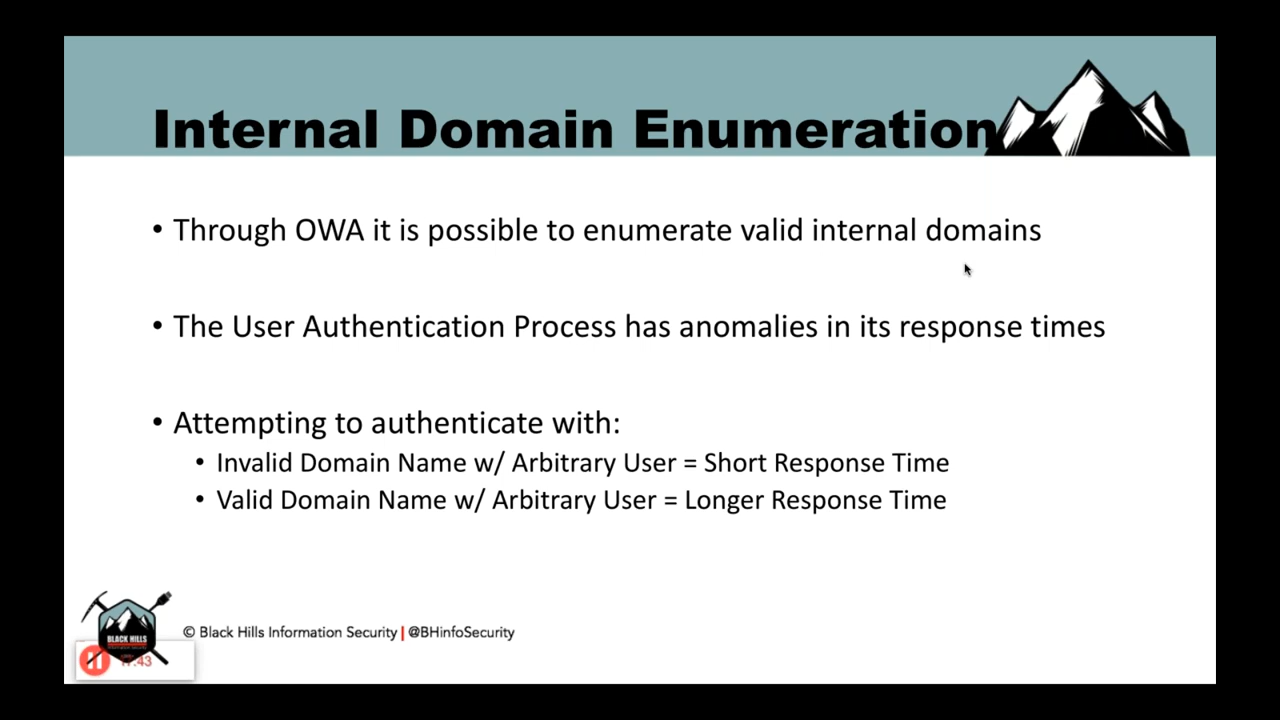 Internal Domain Enumeration
• Through OWA it is possible to enumerate valid internal domains
• The User Authentication Process has anomalies in its response times
• Attempting to authenticate with:
• Invalid Domain Name w/ Arbitrary User = Short Response Time
• Valid Domain Name w/ Arbitrary User = Longer Response Time
BLACK HILLS
© Black Hills Information Security | @BHinfoSecurity